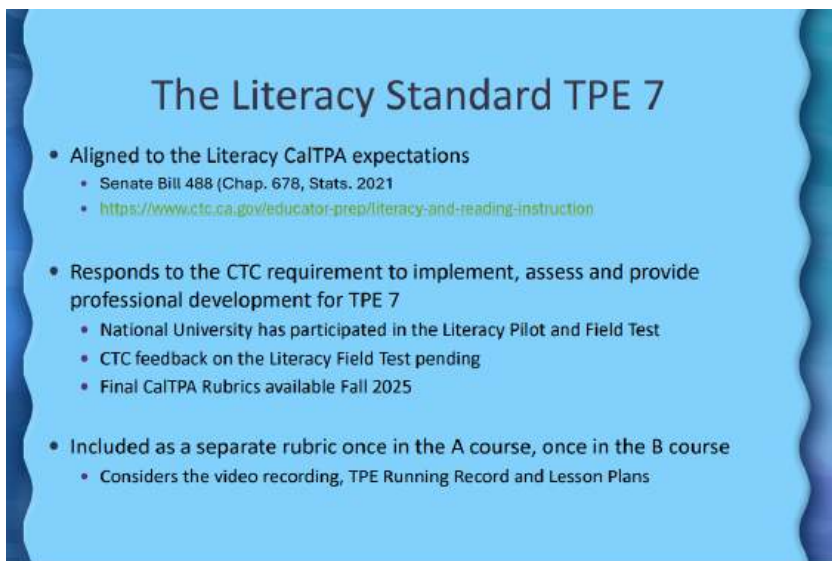 The Literacy Standard TPE 7
• Aligned to the Literacy CalTPA expectations
• Senate Bill 488 (Chap. 678, Stats. 2021
• https://www.ctc.ca.gov/educator-prep/literacy-and-reading-instruction
• Responds to the CTC requirement to implement, assess and provide
professional development for TPE 7
• National University has participated in the Literacy Pilot and Field Test
• CTC feedback on the Literacy Field Test pending
• Final CalTPA Rubrics available Fall 2025
• Included as a separate rubric once in the A course, once in the B course
• Considers the video recording, TPE Running Record and Lesson Plans